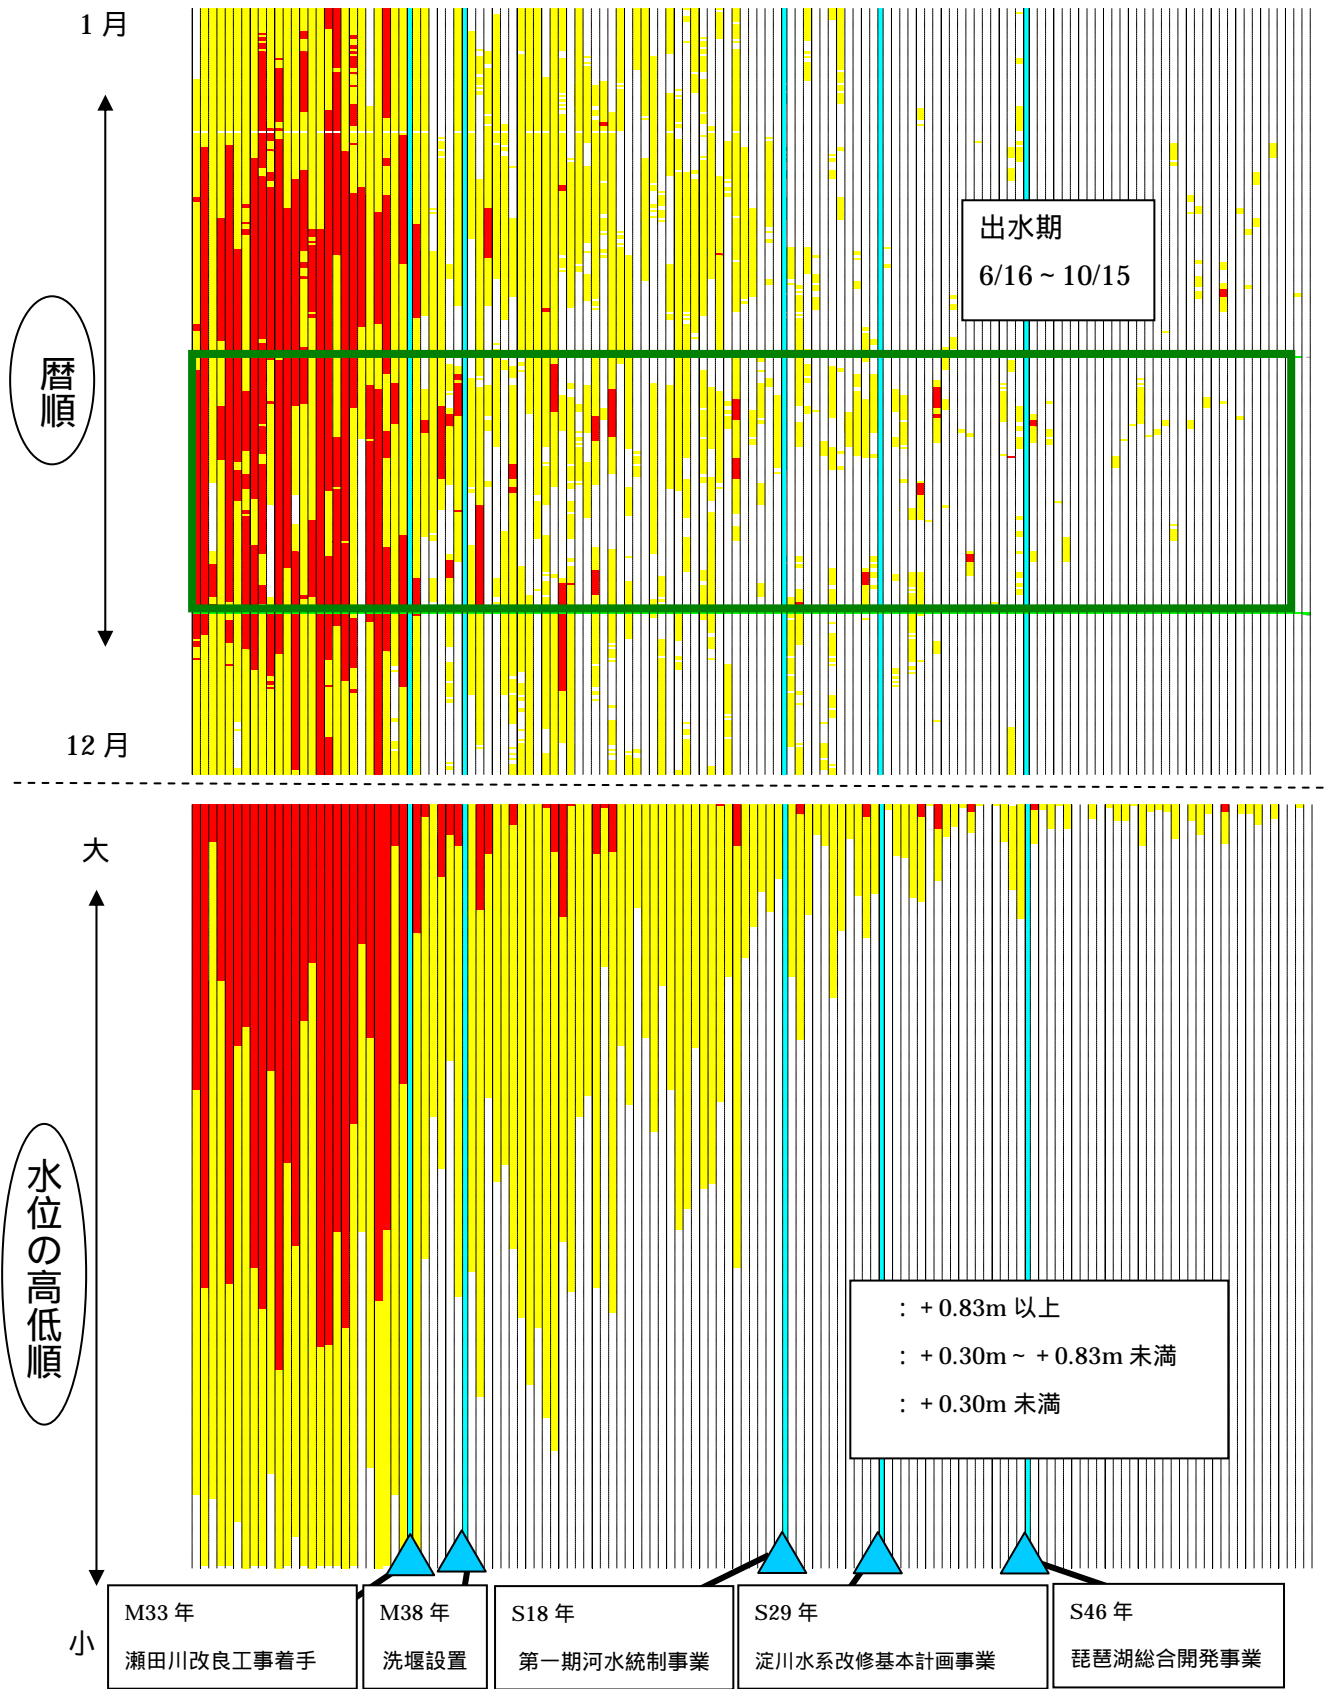 1 月
出水期
6/16 ~ 10/15
暦順
12 月
大
水位の高低順
: + 0.83m 以上
: + 0.30m ~ + 0.83m 未満
: + 0.30m 未満
小
M33 年
瀬田川改良工事着手
M38 年
洗堰設置
S18 年
第一期河水統制事業
S29 年
淀川水系改修基本計画事業
S46 年
琵琶湖総合開発事業